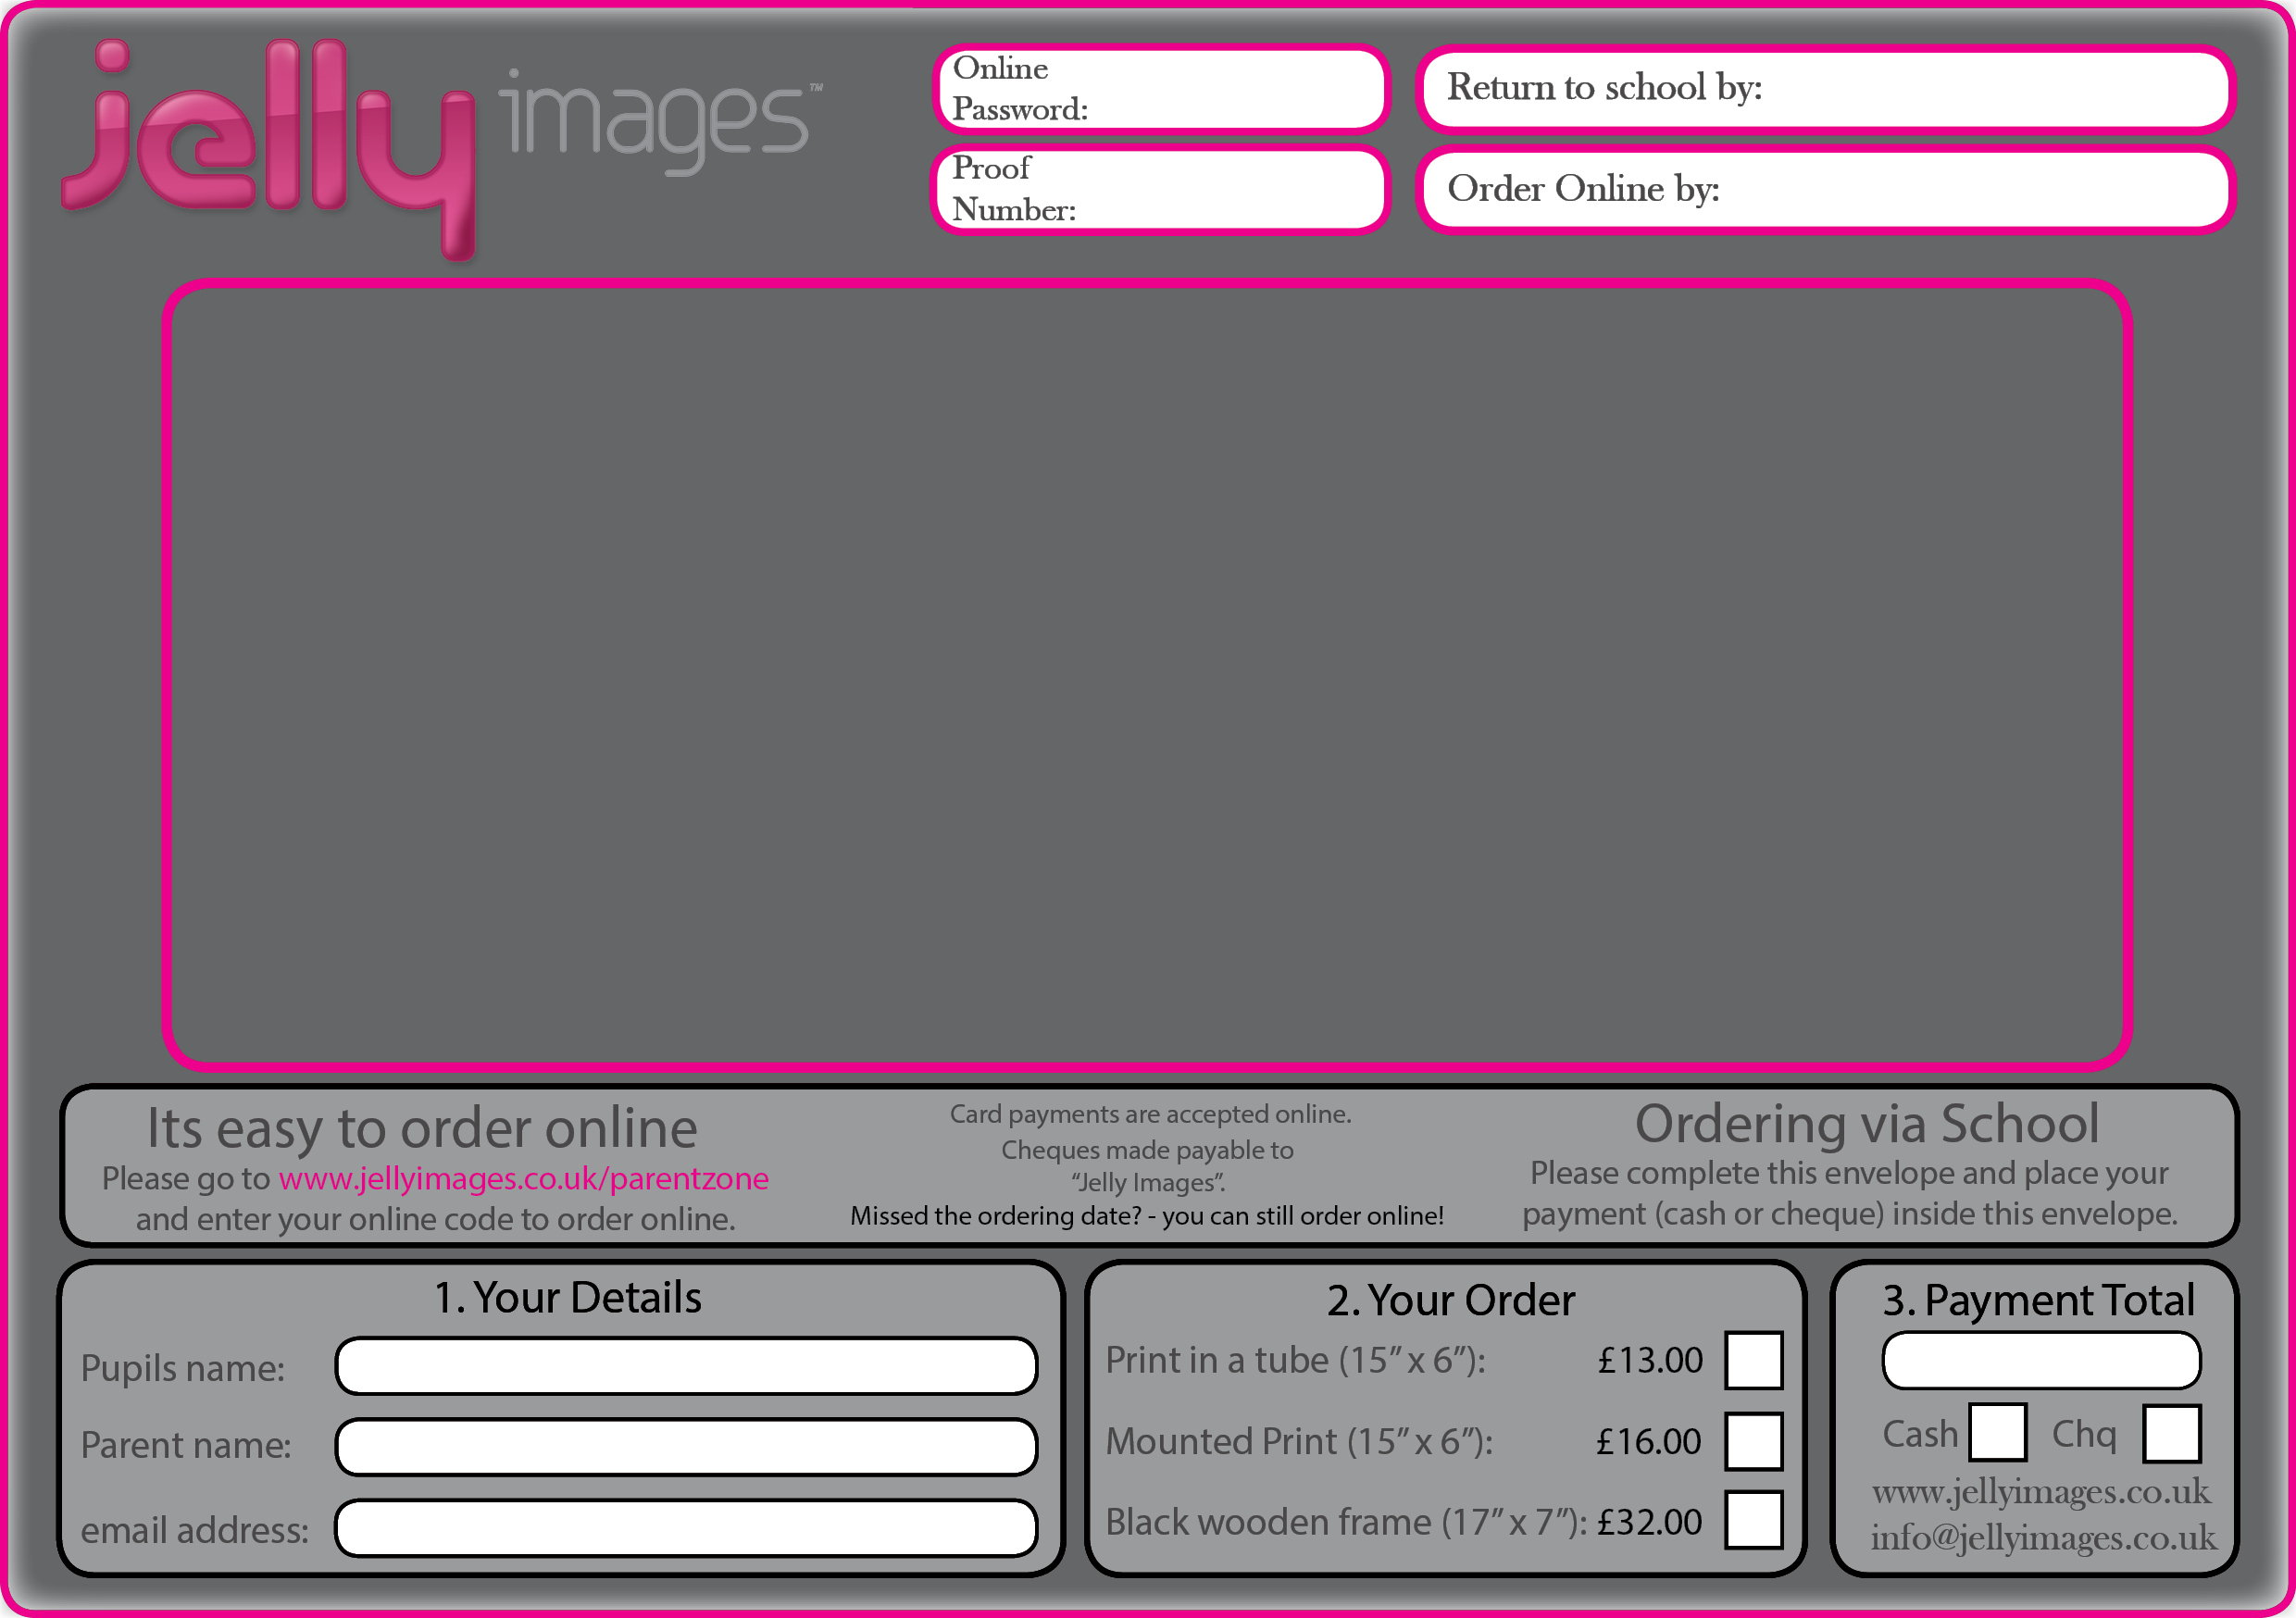 jelly images™
Online
Password:
Return to school by:
Proof
Number:
Order Online by:
Its easy to order online
Please go to www.jellyimages.co.uk/parentzone
and enter your online code to order online.
Card payments are accepted online.
Cheques made payable to
“Jelly Images”.
Missed the ordering date? - you can still order online!
Ordering via School
Please complete this envelope and place your
payment (cash or cheque) inside this envelope.
1. Your Details
Pupils name:
Parent name:
email address:
2. Your Order
Print in a tube (15” x 6”): £13.00
Mounted Print (15” x 6”): £16.00
Black wooden frame (17” x 7”): £32.00
3. Payment Total
Cash Chq
www.jellyimages.co.uk
info@jellyimages.co.uk